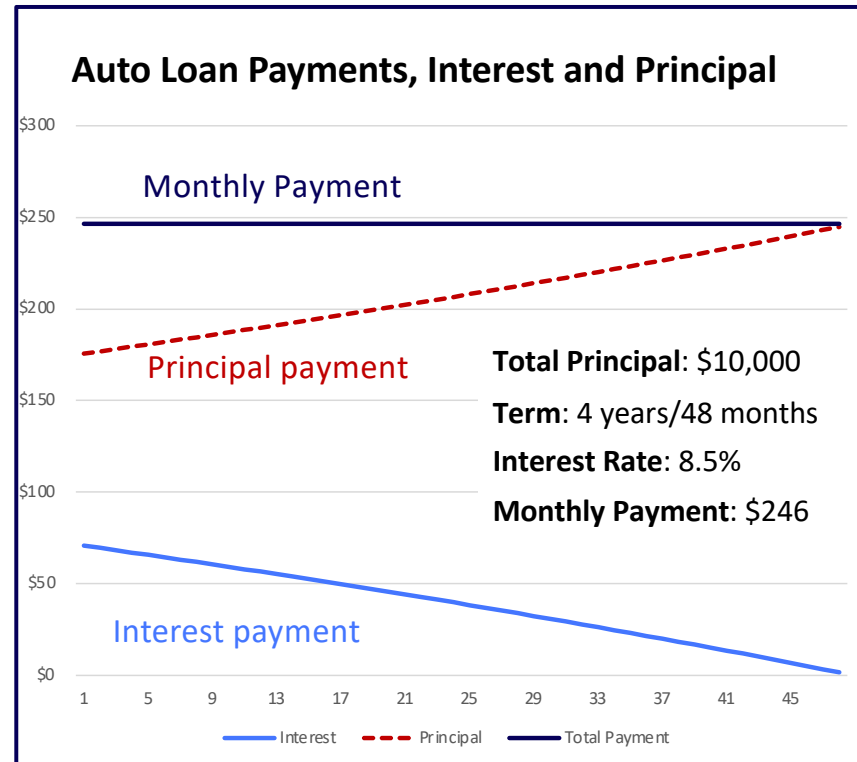 Auto Loan Payments, Interest and Principal
$300
Monthly Payment
$250
$200
Principal payment
Total Principal: $10,000
$150
Term: 4 years/48 months
Interest Rate: 8.5%
$100
Monthly Payment: $246
$50
Interest payment
$0
1 5 9 13 17 21 25 29 33 37 41 45
Interest Principal Total Payment